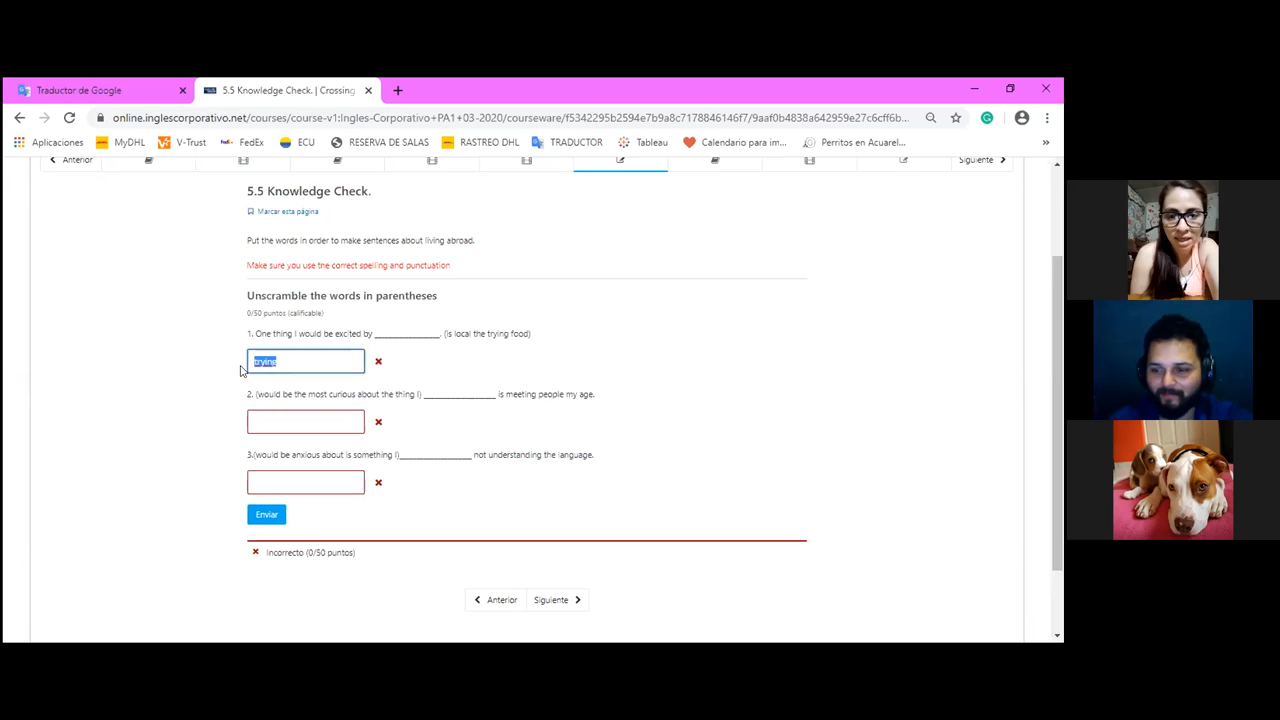 Traductor de Google
5.5 Knowledge Check. | Crossing
online.inglescorporativo.net/courses/course-v1:Ingles-Corporativo+PA1+03-2020/courseware/f5342295b2594e7b9a8c7178846146f7/9aaf0b4838a642959e27c6cff6b...
Aplicaciones MyDHL V-Trust FedEx ECU RESERVA DE SALAS RASTREO DHL TRADUCTOR Tableau Calendario para im... Perritos en Acuarel... »
Anterior Siguiente
5.5 Knowledge Check.
Marcar esta página
Put the words in order to make sentences about living abroad.
Make sure you use the correct spelling and punctuation
Unscramble the words in parentheses
0/50 puntos (calificable)
1. One thing I would be excited by ________________. (is local the trying food)
trying
2. (would be the most curious about the thing I) _________________ is meeting people my age.
3.(would be anxious about is something I)_________________ not understanding the language.
Enviar
Incorrecto (0/50 puntos)
Anterior Siguiente